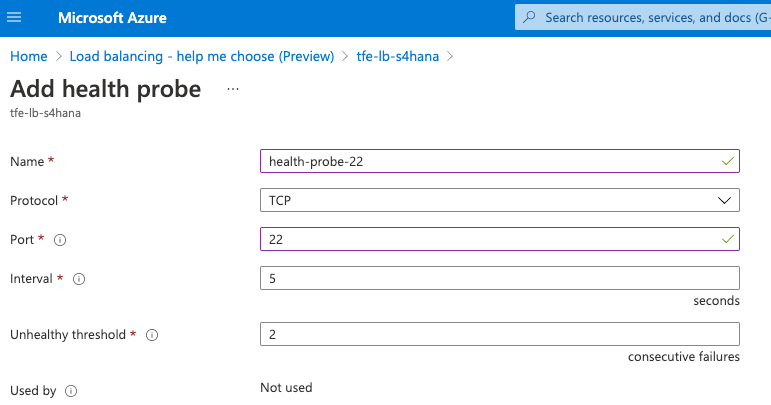 Microsoft Azure
Search resources, services, and docs (G-
Home > Load balancing - help me choose (Preview) > tfe-lb-s4hana >
Add health probe ...
tfe-lb-s4hana
Name * health-probe-22
Protocol * TCP
Port * 22
Interval * 5
seconds
Unhealthy threshold * 2
consecutive failures
Used by Not used